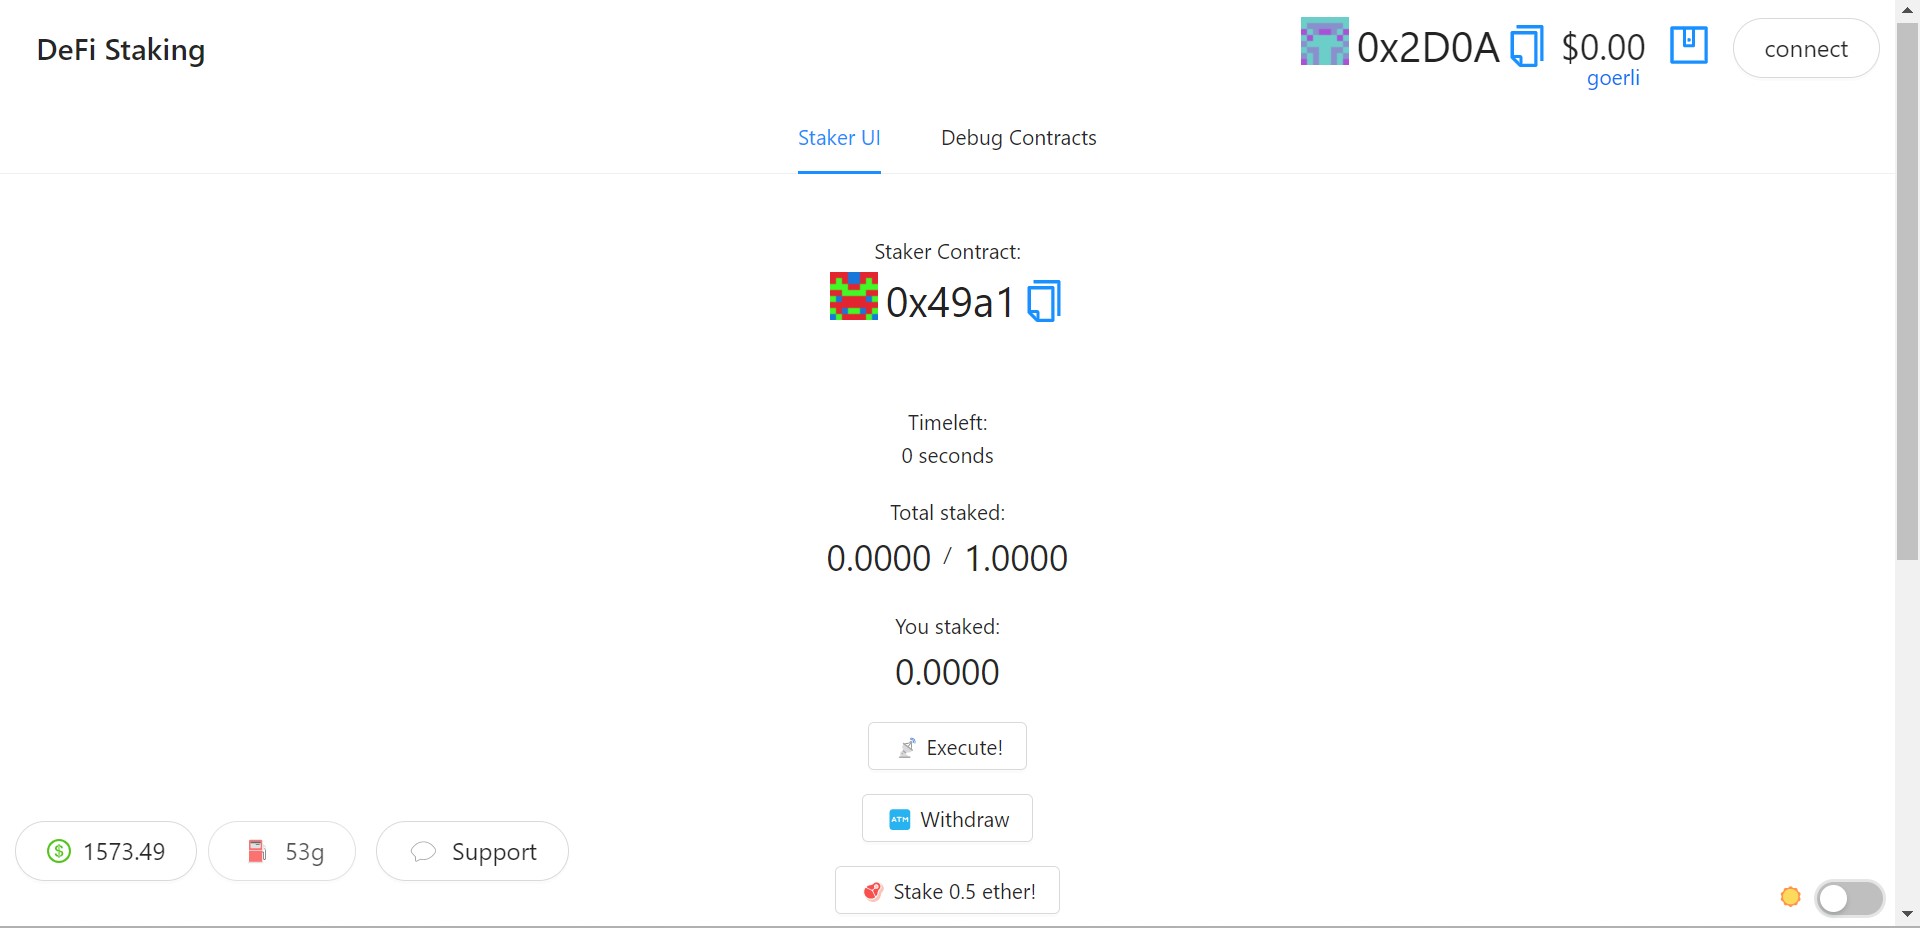 DeFi Staking
0x2D0A $0.00 connect
goerli
Staker UI Debug Contracts
Staker Contract:
0x49a1
Timeleft:
0 seconds
Total staked:
0.0000 / 1.0000
You staked:
0.0000
Execute!
ATM Withdraw
1573.49 53g Support
Stake 0.5 ether!